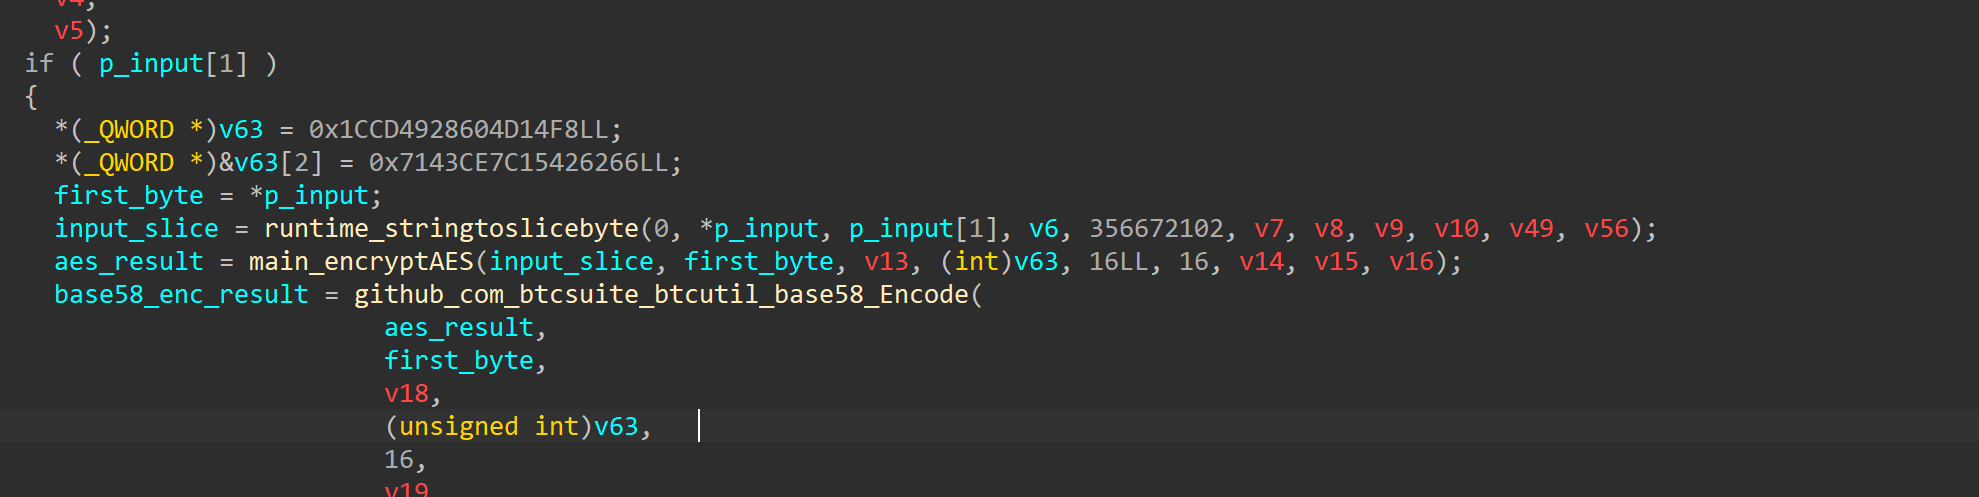 v4,
v5);
if ( p_input[1] )
{
*(_QWORD *)v63 = 0x1CCD4928604D14F8LL;
*(_QWORD *)&v63[2] = 0x7143CE7C15426266LL;
first_byte = *p_input;
input_slice = runtime_stringtoslicebyte(0, *p_input, p_input[1], v6, 356672102, v7, v8, v9, v10, v49, v56);
aes_result = main_encryptAES(input_slice, first_byte, v13, (int)v63, 16LL, 16, v14, v15, v16);
base58_enc_result = github_com_btcsuite_btcutil_base58_Encode(
aes_result,
first_byte,
v18,
(unsigned int)v63,
16,
v19